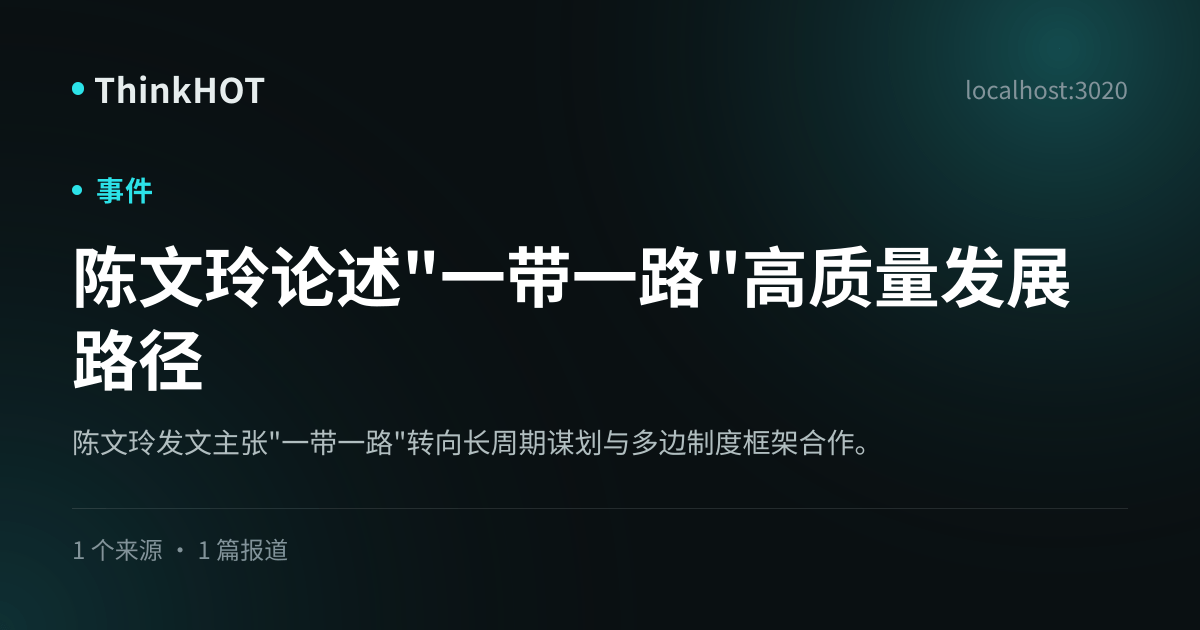 ThinkHOT
localhost:3020
事件
陈文玲论述"一带一路"高质量发展
路径
陈文玲发文主张"一带一路"转向长周期谋划与多边制度框架合作。
1 个来源 · 1 篇报道